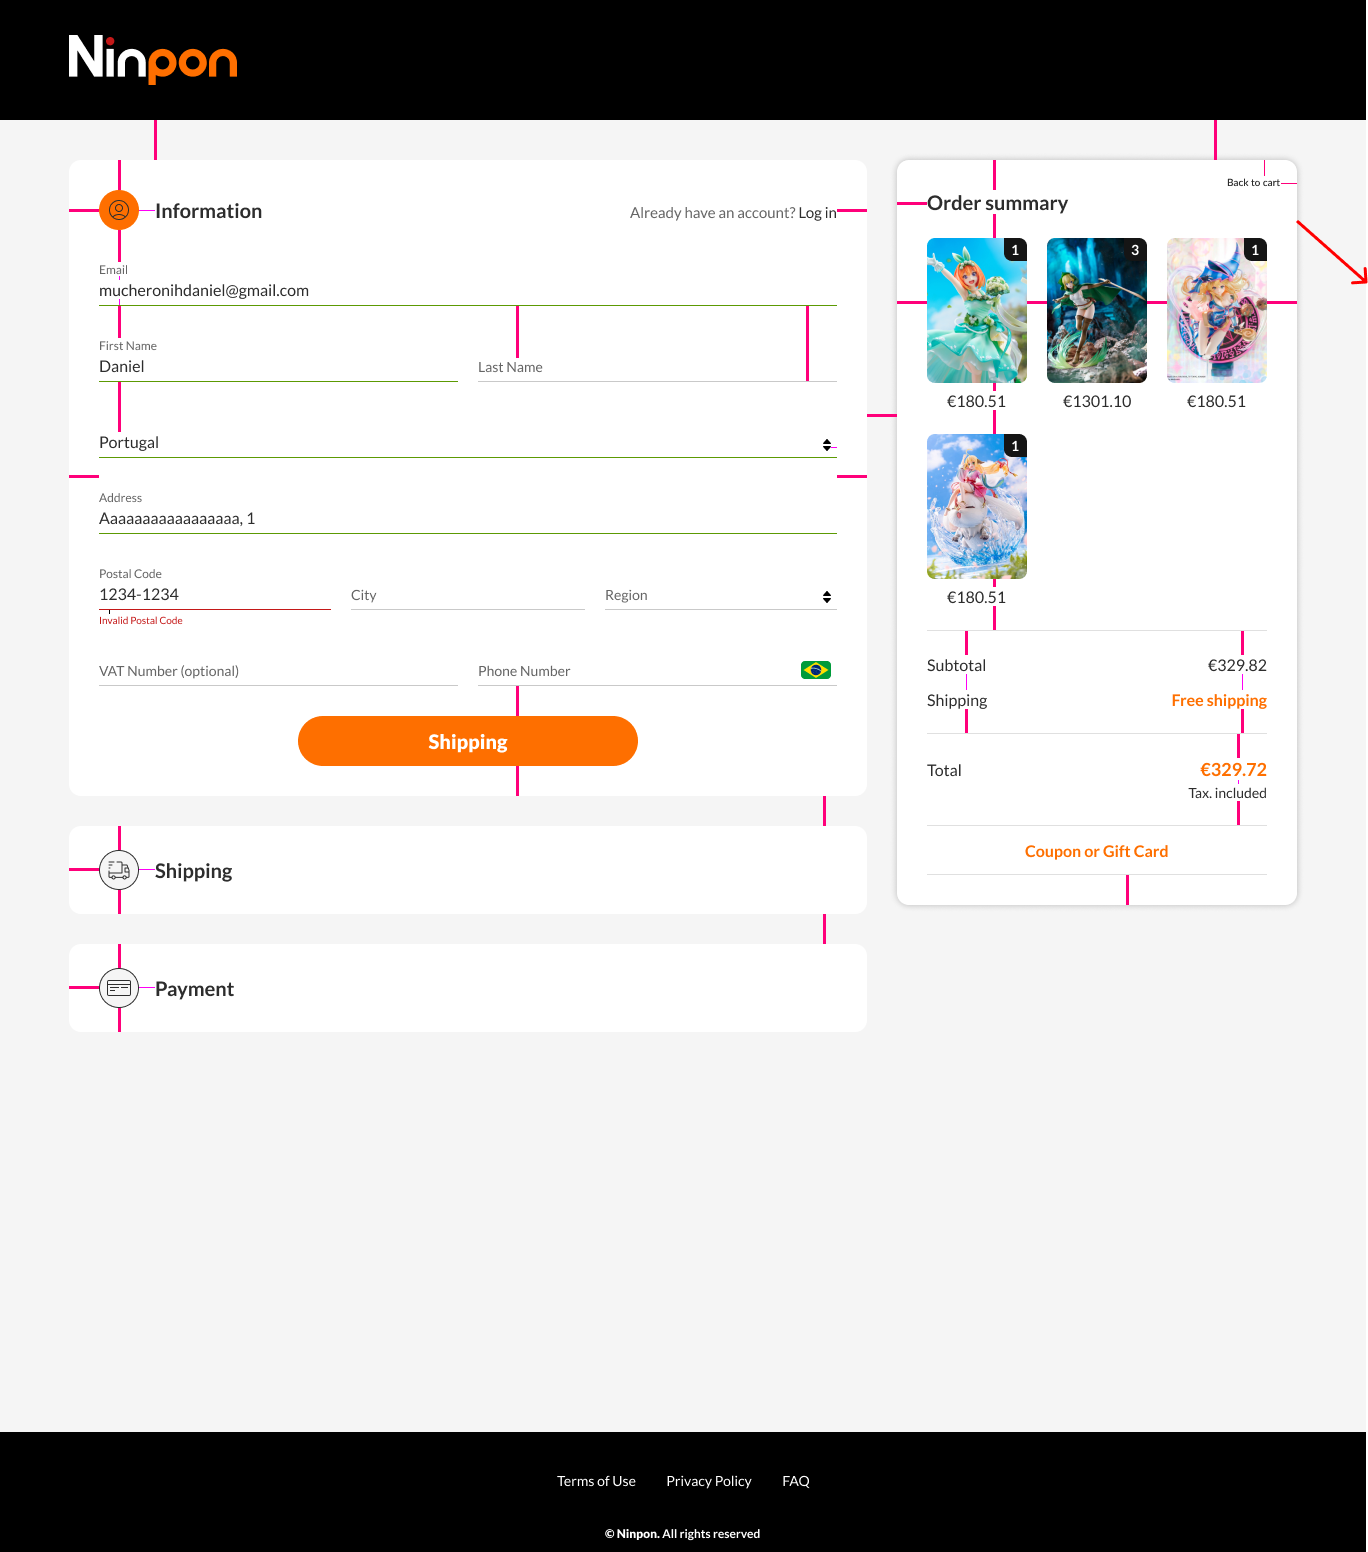 Ninpon
Information
Already have an account? Log in
Email
mucheronihdaniel@gmail.com
First Name
Daniel
Last Name
Portugal
Address
Aaaaaaaaaaaaaaaaa, 1
Postal Code
1234-1234
City
Region
Invalid Postal Code
VAT Number (optional)
Phone Number
Shipping
Shipping
Payment
Back to cart
Order summary
1
3
1
€180.51
€1301.10
€180.51
1
€180.51
Subtotal
€329.82
Shipping
Free shipping
Total
€329.72
Tax. included
Coupon or Gift Card
Terms of Use
Privacy Policy
FAQ
© Ninpon. All rights reserved